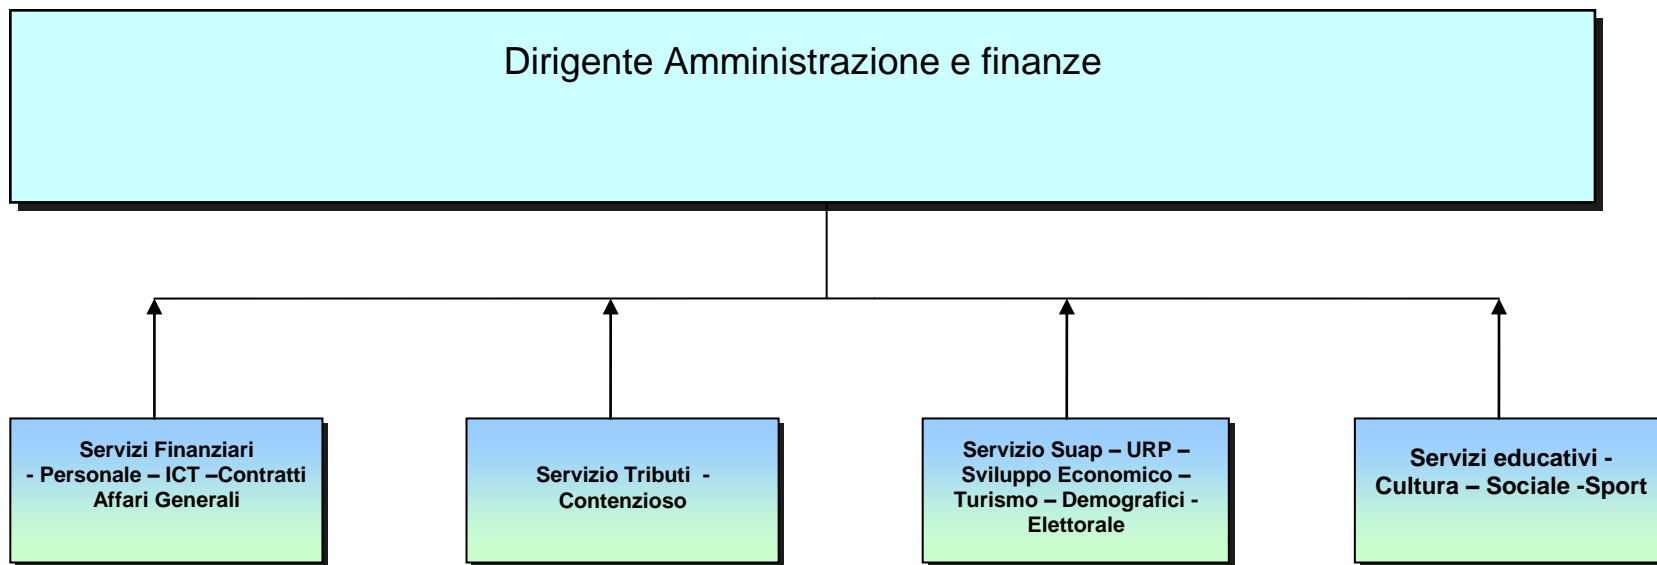 Dirigente Amministrazione e finanze
Servizi Finanziari
- Personale – ICT –Contratti
Affari Generali
Servizio Tributi -
Contenzioso
Servizio Suap – URP –
Sviluppo Economico –
Turismo – Demografici -
Elettorale
Servizi educativi -
Cultura – Sociale -Sport